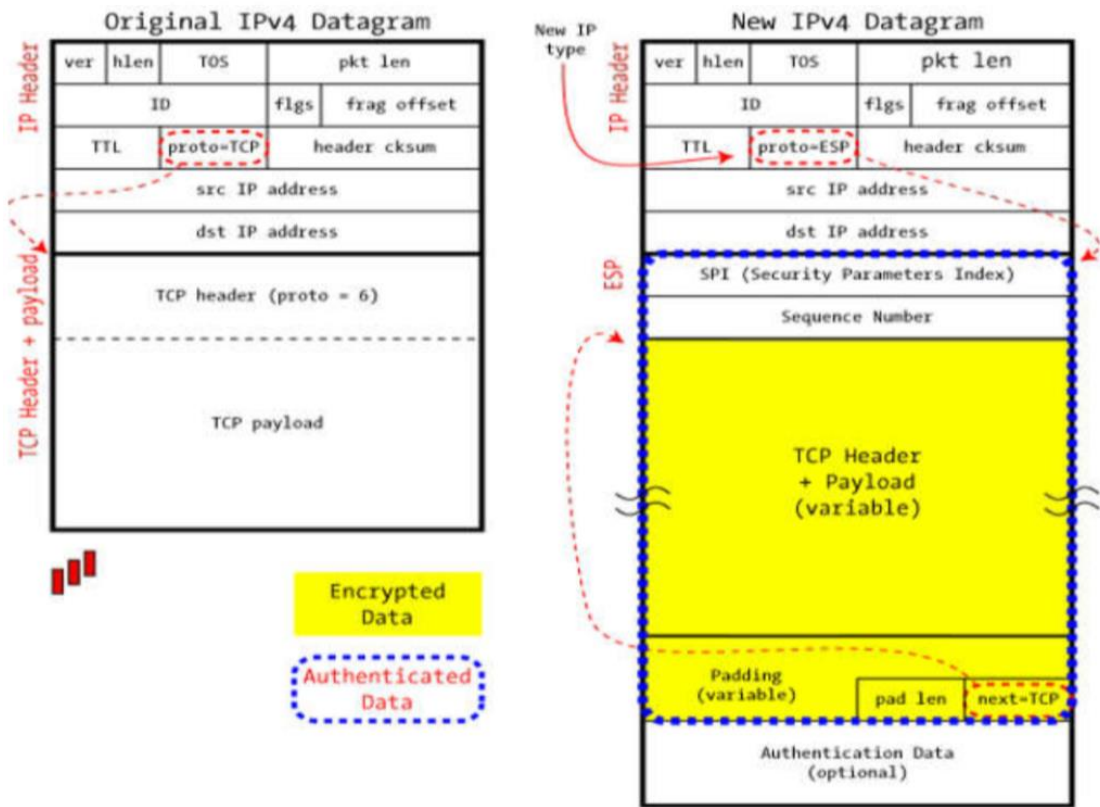 Original IPv4 Datagram
IP Header
ver hlen TOS pkt len
ID flgs frag offset
TTL proto=TCP header cksum
src IP address
dst IP address
TCP Header + payload
TCP header (proto = 6)
TCP payload
Encrypted
Data
Authenticated
Data
New IPv4 Datagram
New IP
type
IP Header
ver hlen TOS pkt len
ID flgs frag offset
TTL proto=ESP header cksum
src IP address
dst IP address
ESP
SPI (Security Parameters Index)
Sequence Number
TCP Header
+ Payload
(variable)
Padding
(variable)
pad len next=TCP
Authentication Data
(optional)